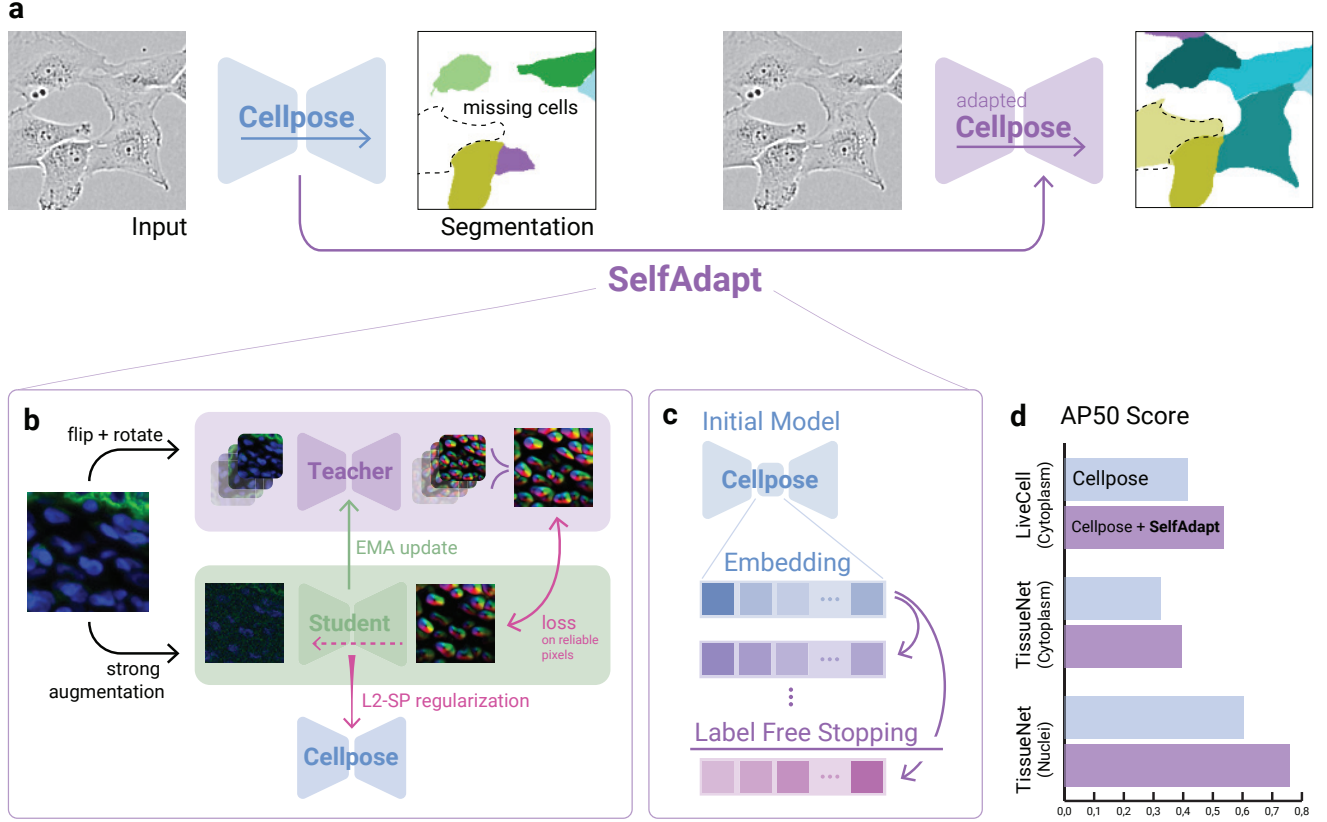 a
Cellpose
missing cells
adapted
Cellpose
Input
Segmentation
SelfAdapt
b
flip + rotate
Teacher
EMA update
Student
loss
on reliable
pixels
strong
augmentation
L2-SP regularization
Cellpose
c
Initial Model
Cellpose
Embedding
...
...
...
Label Free Stopping
...
d
AP50 Score
LiveCell
(Cytoplasm)
Cellpose
Cellpose + SelfAdapt
TissueNet
(Cytoplasm)
TissueNet
(Nuclei)
0,0 0,1 0,2 0,3 0,4 0,5 0,6 0,7 0,8